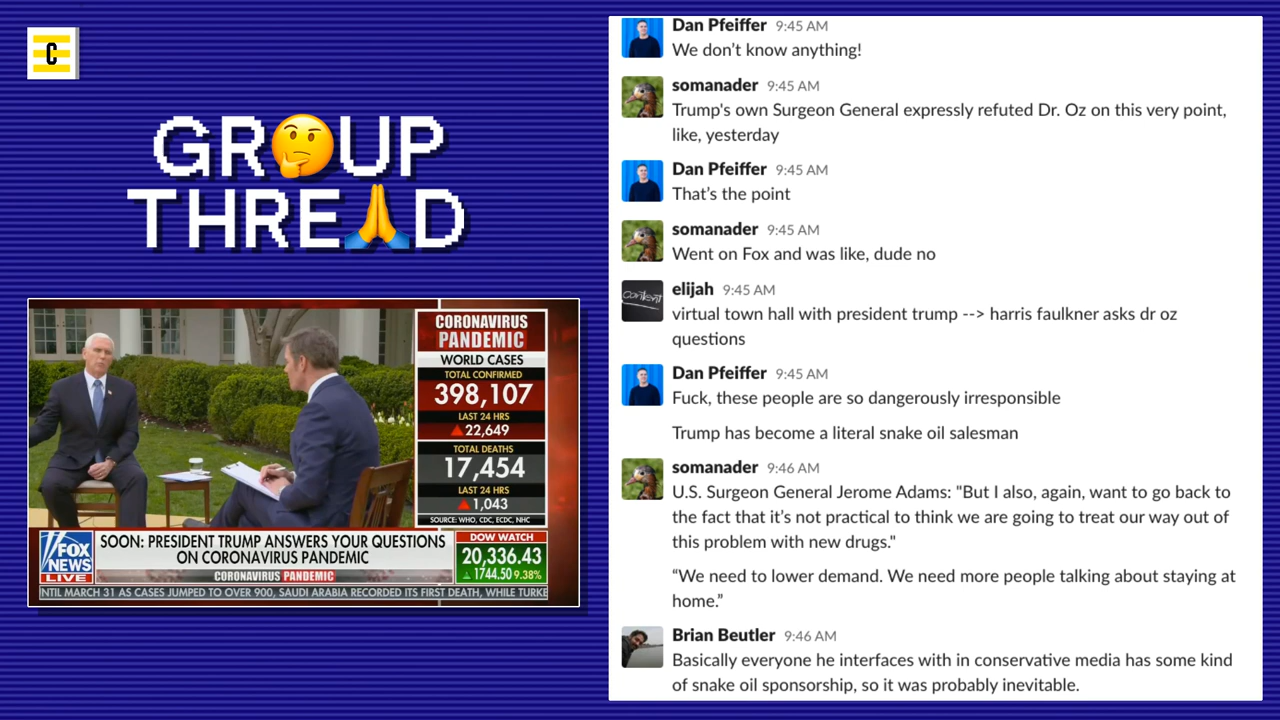 C
GR🤔UP
THRE🙏D
CORONAVIRUS
PANDEMIC
WORLD CASES
TOTAL CONFIRMED
398,107
LAST 24 HRS
22,649
TOTAL DEATHS
17,454
LAST 24 HRS
1,043
SOURCE: WHO, CDC, ECDC, NHC
FOX
NEWS
LIVE
SOON: PRESIDENT TRUMP ANSWERS YOUR QUESTIONS
ON CORONAVIRUS PANDEMIC
CORONAVIRUS PANDEMIC
DOW WATCH
20,336.43
1744.50 9.38%
NTIL MARCH 31 AS CASES JUMPED TO OVER 900, SAUDI ARABIA RECORDED ITS FIRST DEATH, WHILE TURKE
Dan Pfeiffer 9:45 AM
We don’t know anything!
somanader 9:45 AM
Trump's own Surgeon General expressly refuted Dr. Oz on this very point,
like, yesterday
Dan Pfeiffer 9:45 AM
That’s the point
somanader 9:45 AM
Went on Fox and was like, dude no
content
elijah 9:45 AM
virtual town hall with president trump --> harris faulkner asks dr oz
questions
Dan Pfeiffer 9:45 AM
Fuck, these people are so dangerously irresponsible
Trump has become a literal snake oil salesman
somanader 9:46 AM
U.S. Surgeon General Jerome Adams: “But I also, again, want to go back to
the fact that it’s not practical to think we are going to treat our way out of
this problem with new drugs."
“We need to lower demand. We need more people talking about staying at
home.”
Brian Beutler 9:46 AM
Basically everyone he interfaces with in conservative media has some kind
of snake oil sponsorship, so it was probably inevitable.